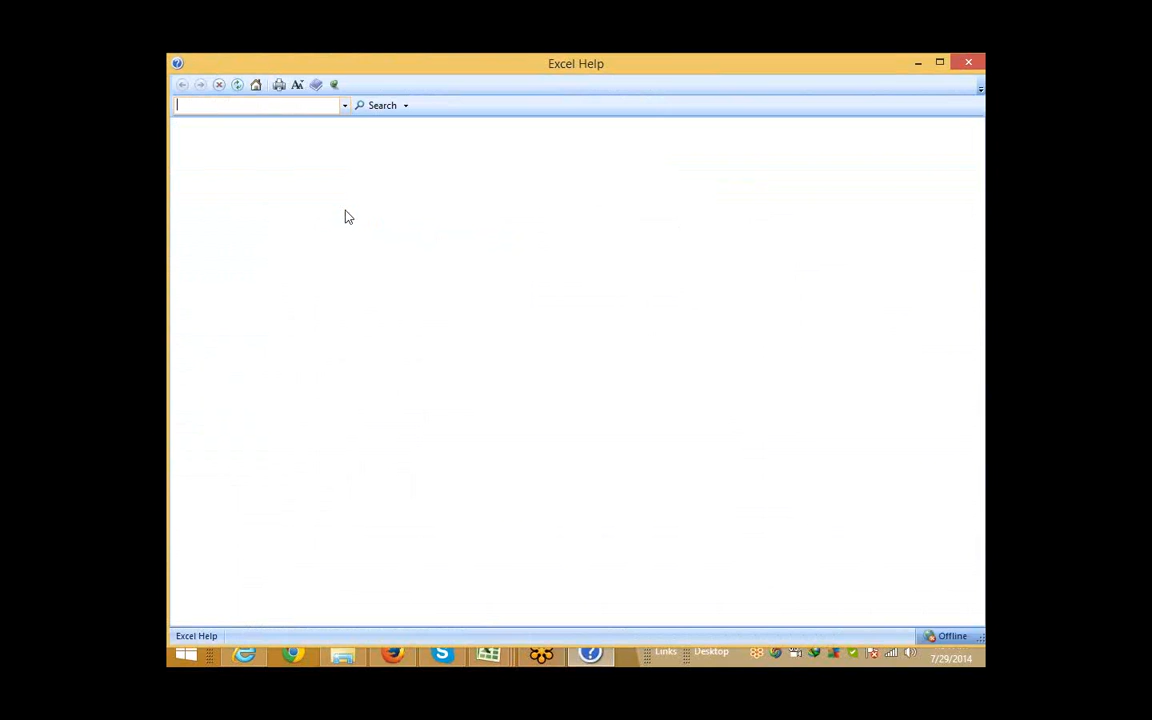 Excel Help
Search
Excel Help
Offline
Links
Desktop
7/29/2014